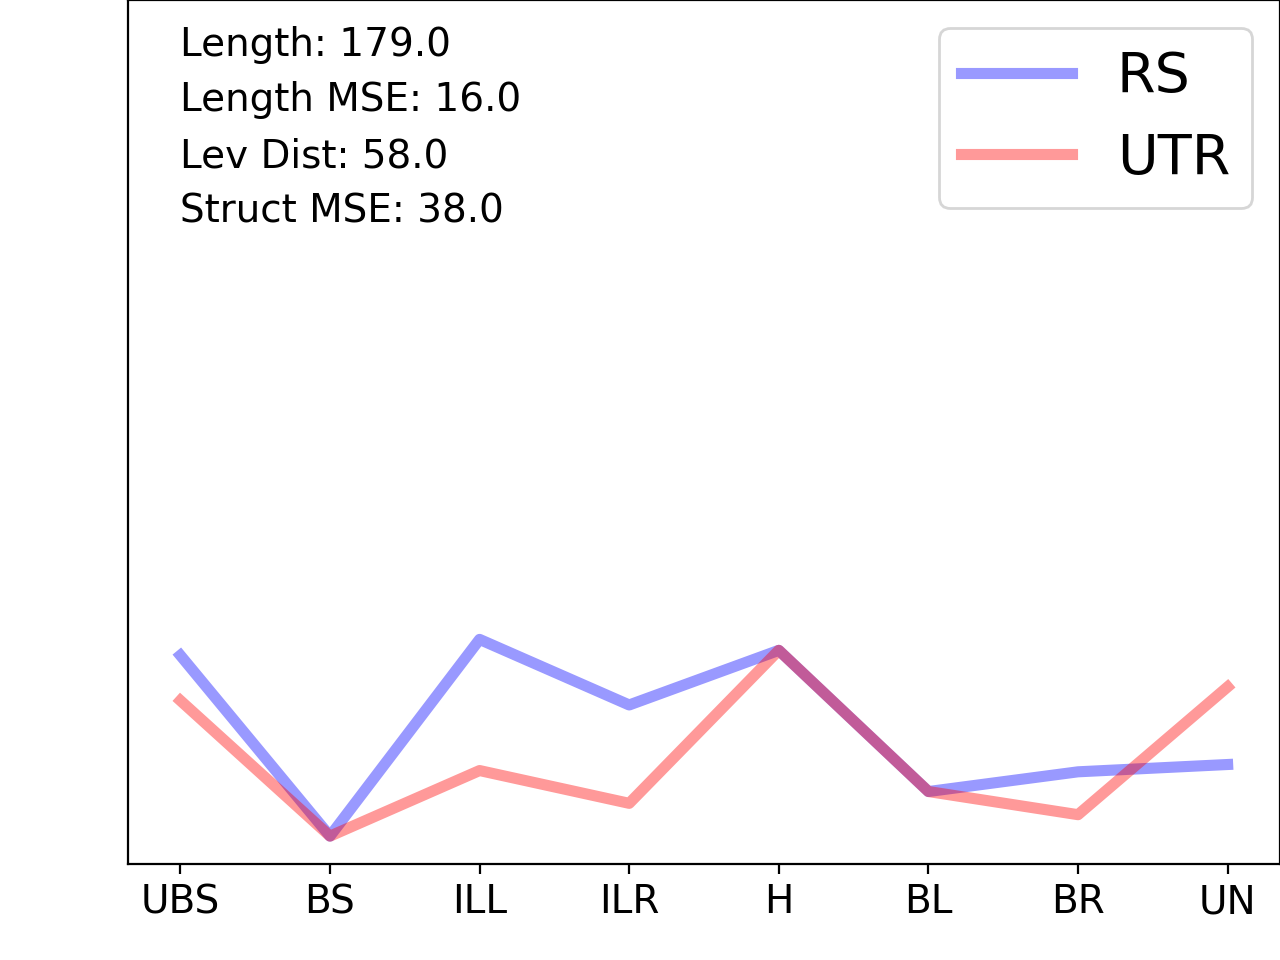 Length: 179.0
Length MSE: 16.0
Lev Dist: 58.0
Struct MSE: 38.0
RS
UTR
UBS BS ILL ILR H BL BR UN